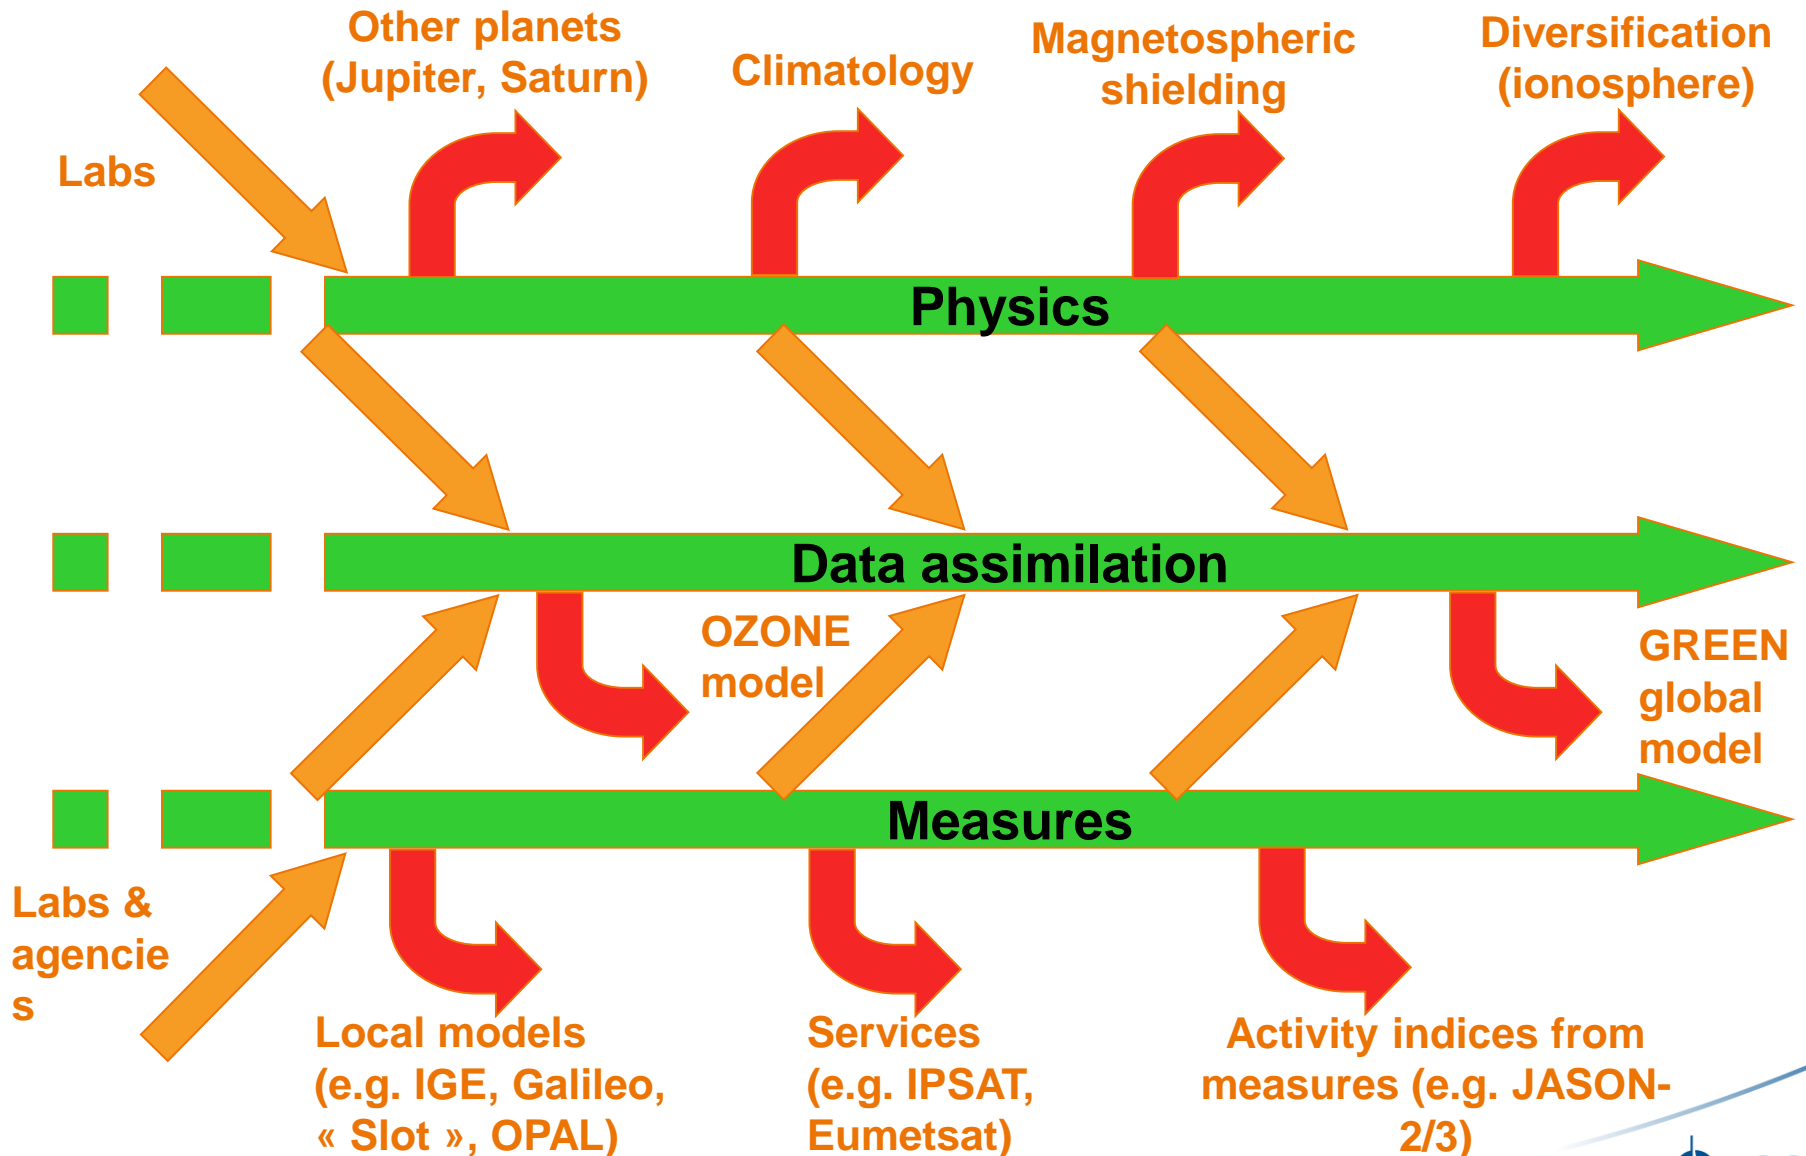 Other planets
(Jupiter, Saturn)
Climatology
Magnetospheric
shielding
Diversification
(ionosphere)
Labs
Physics
Data assimilation
OZONE
model
GREEN
global
model
Measures
Labs &
agencie
s
Local models
(e.g. IGE, Galileo,
« Slot », OPAL)
Services
(e.g. IPSAT,
Eumetsat)
Activity indices from
measures (e.g. JASON-
2/3)